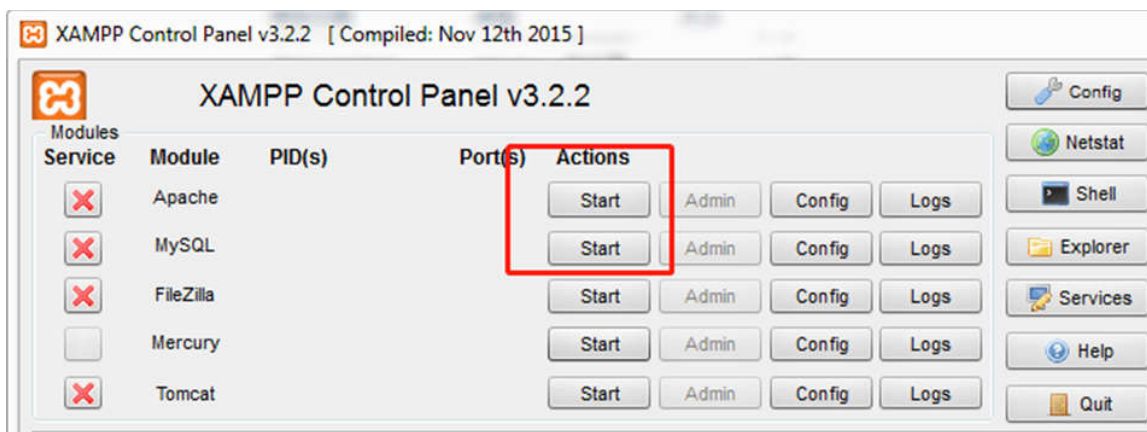 XAMPP Control Panel v3.2.2 [ Compiled: Nov 12th 2015 ]
XAMPP Control Panel v3.2.2
Config
Modules
Service Module PID(s) Port(s) Actions
Netstat
Apache Start Admin Config Logs
Shell
MySQL Start Admin Config Logs
Explorer
FileZilla Start Admin Config Logs
Services
Mercury Start Admin Config Logs
Help
Tomcat Start Admin Config Logs
Quit